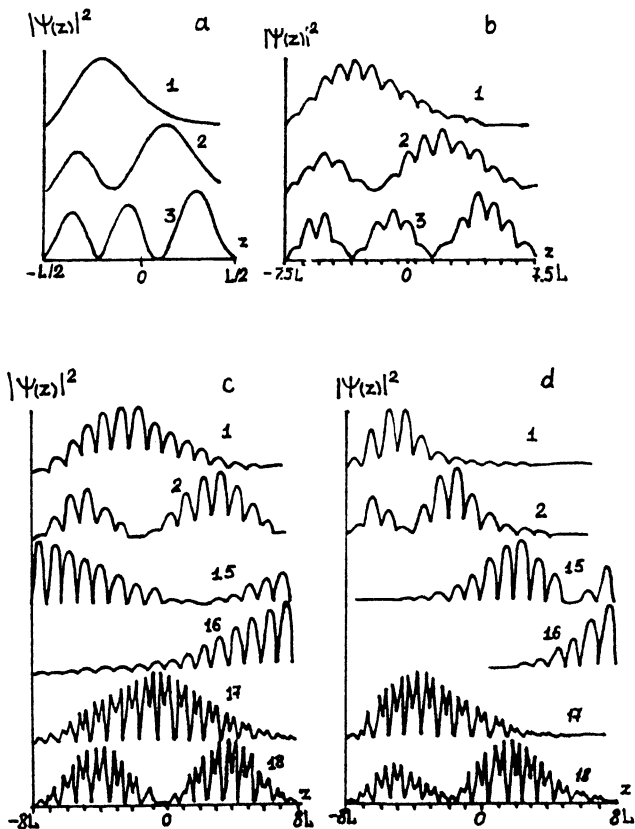 |Ψ(z)|² a
1
2
3
z
-L/2 0 L/2
|Ψ(z)|² b
1
2
3
z
-7.5L 0 7.5L
|Ψ(z)|² c
1
2
15
16
17
18
z
-8L 0 8L
|Ψ(z)|² d
1
2
15
16
17
18
z
-8L 0 8L